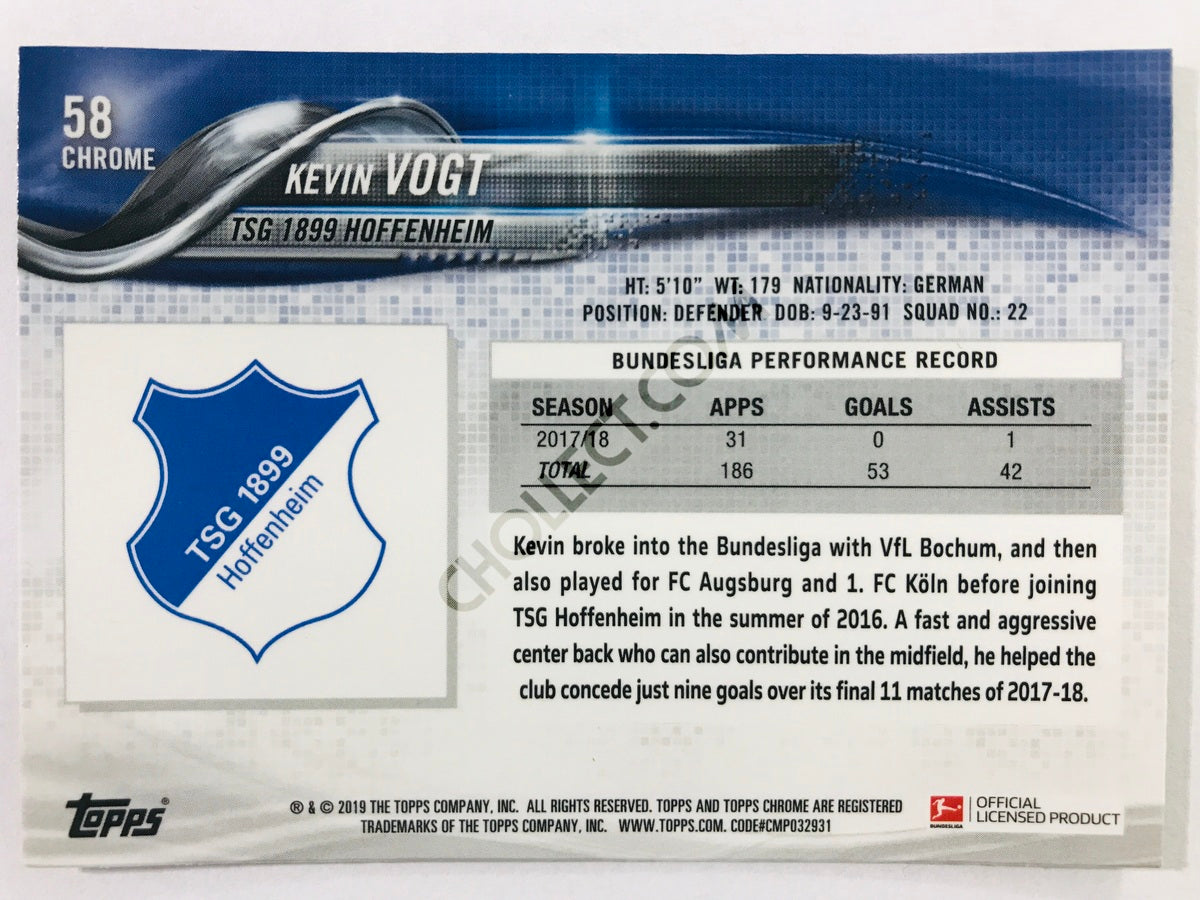 58
CHROME
KEVIN VOGT
TSG 1899 HOFFENHEIM
HT: 5'10" WT: 179 NATIONALITY: GERMAN
POSITION: DEFENDER DOB: 9-23-91 SQUAD NO.: 22
BUNDESLIGA PERFORMANCE RECORD
SEASON APPS GOALS ASSISTS
2017/18 31 0 1
TOTAL 186 53 42
TSG 1899
Hoffenheim
Kevin broke into the Bundesliga with VfL Bochum, and then
also played for FC Augsburg and 1. FC Köln before joining
TSG Hoffenheim in the summer of 2016. A fast and aggressive
center back who can also contribute in the midfield, he helped the
club concede just nine goals over its final 11 matches of 2017-18.
CHOLLECT.COM
topps®
® & © 2019 THE TOPPS COMPANY, INC. ALL RIGHTS RESERVED. TOPPS AND TOPPS CHROME ARE REGISTERED
TRADEMARKS OF THE TOPPS COMPANY, INC. WWW.TOPPS.COM. CODE#CMP032931
BUNDESLIGA
OFFICIAL
LICENSED PRODUCT